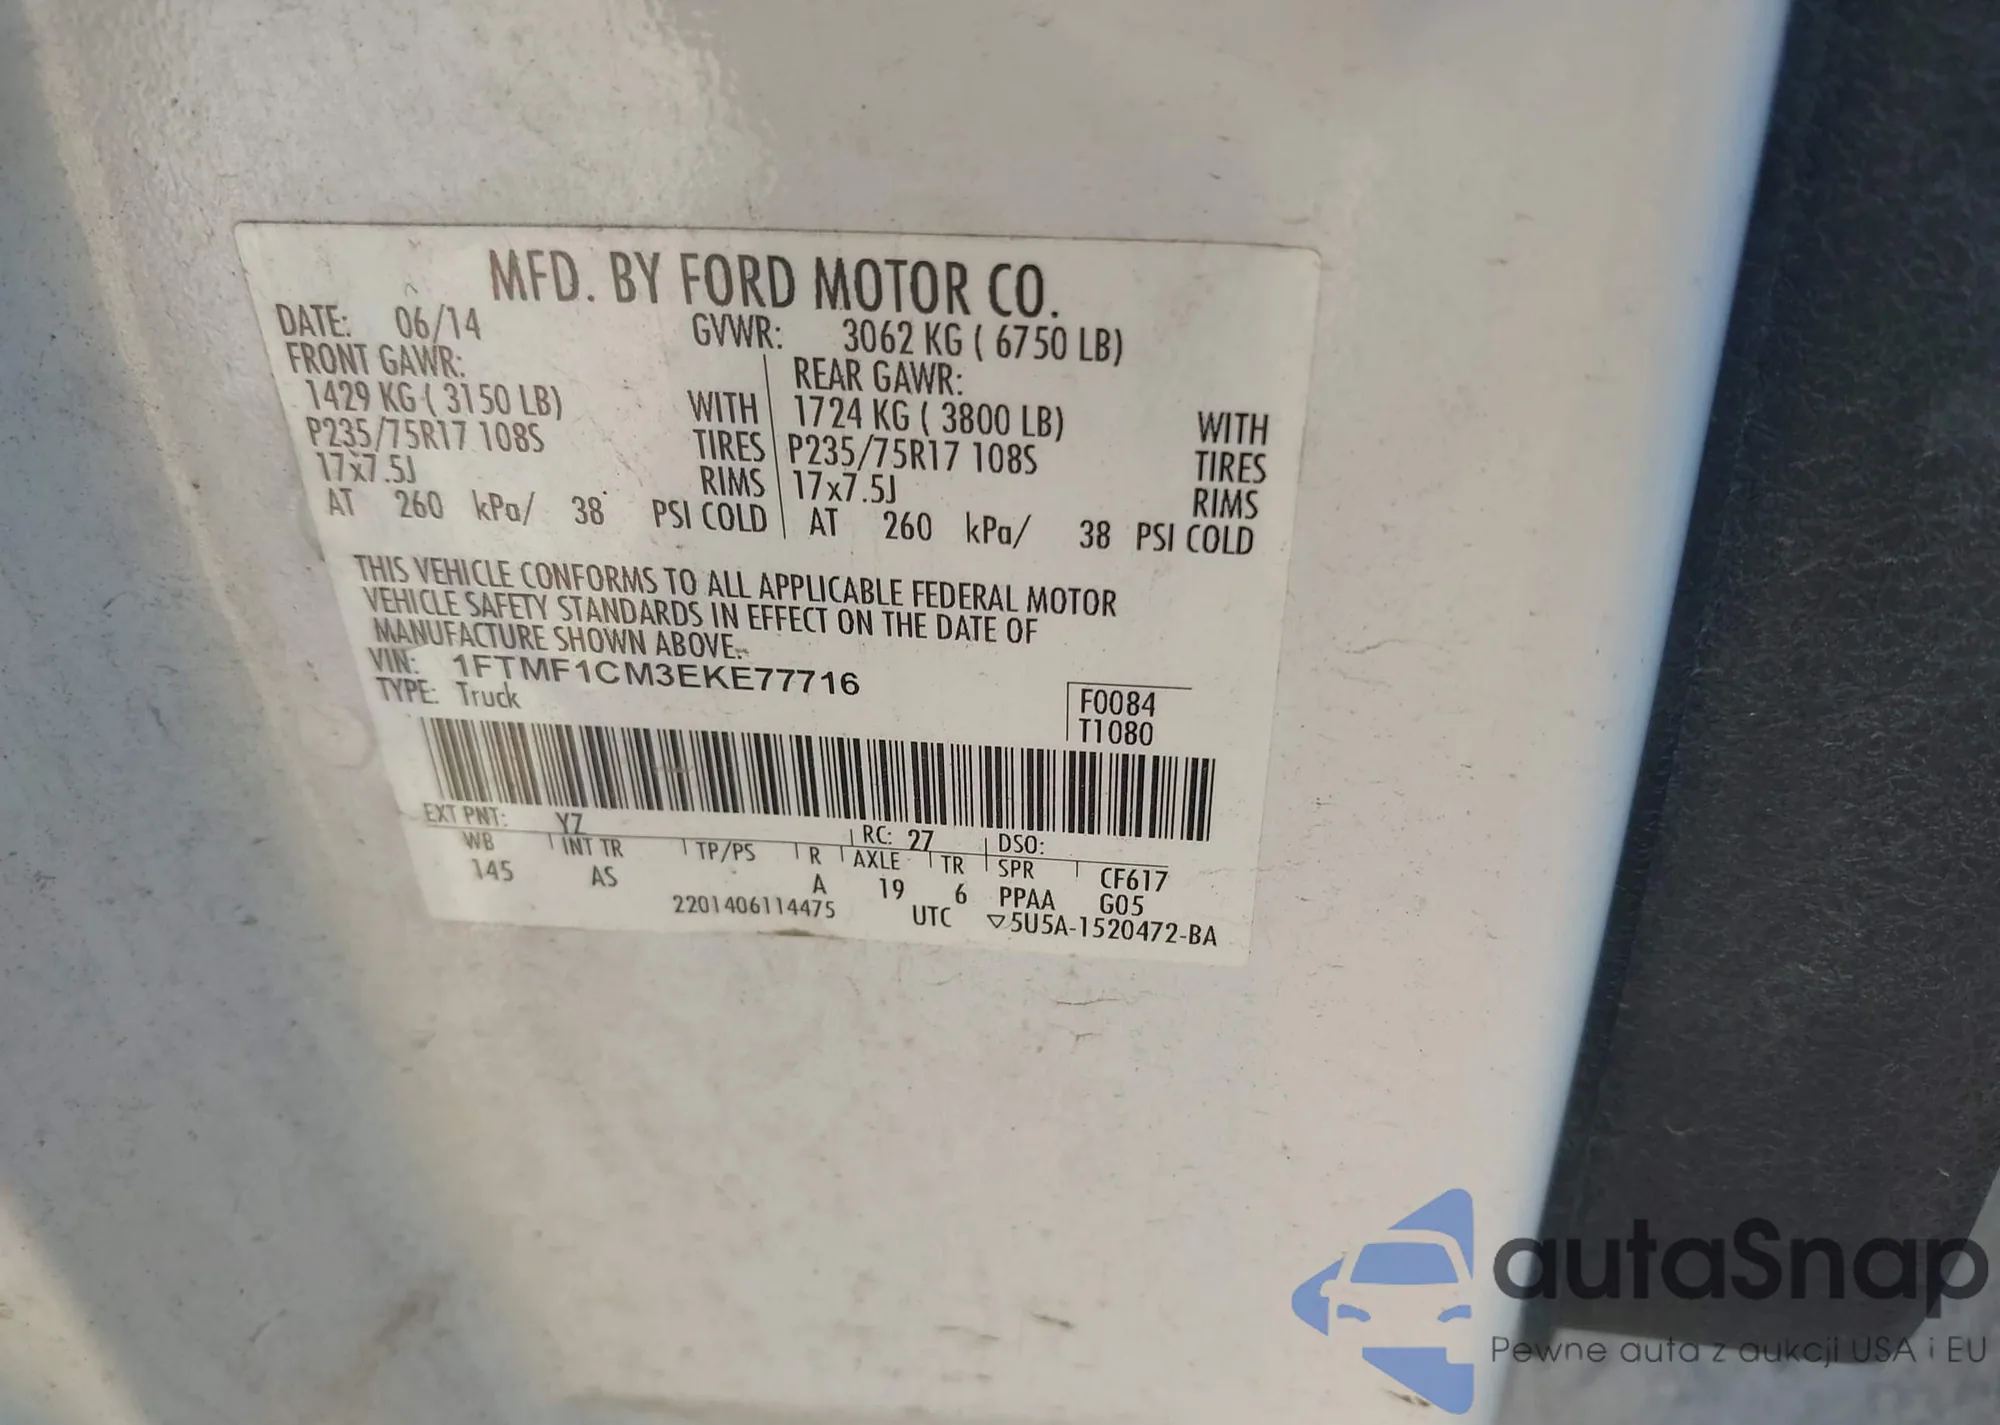 MFD. BY FORD MOTOR CO.
DATE: 06/14 GVWR: 3062 KG ( 6750 LB)
FRONT GAWR: REAR GAWR:
1429 KG ( 3150 LB) WITH 1724 KG ( 3800 LB) WITH
P235/75R17 108S TIRES P235/75R17 108S TIRES
17x7.5J RIMS 17x7.5J RIMS
AT 260 kPa/ 38 PSI COLD AT 260 kPa/ 38 PSI COLD
THIS VEHICLE CONFORMS TO ALL APPLICABLE FEDERAL MOTOR
VEHICLE SAFETY STANDARDS IN EFFECT ON THE DATE OF
MANUFACTURE SHOWN ABOVE.
VIN: 1FTMF1CM3EKE77716
TYPE: Truck
F0084
T1080
EXT PNT: YZ RC: 27 DSO:
WB INT TR TP/PS R AXLE TR SPR CF617
145 AS A 19 6 PPAA G05
2201406114475 UTC ▽5U5A-1520472-BA
autaSnap
Pewne auta z aukcji USA i EU